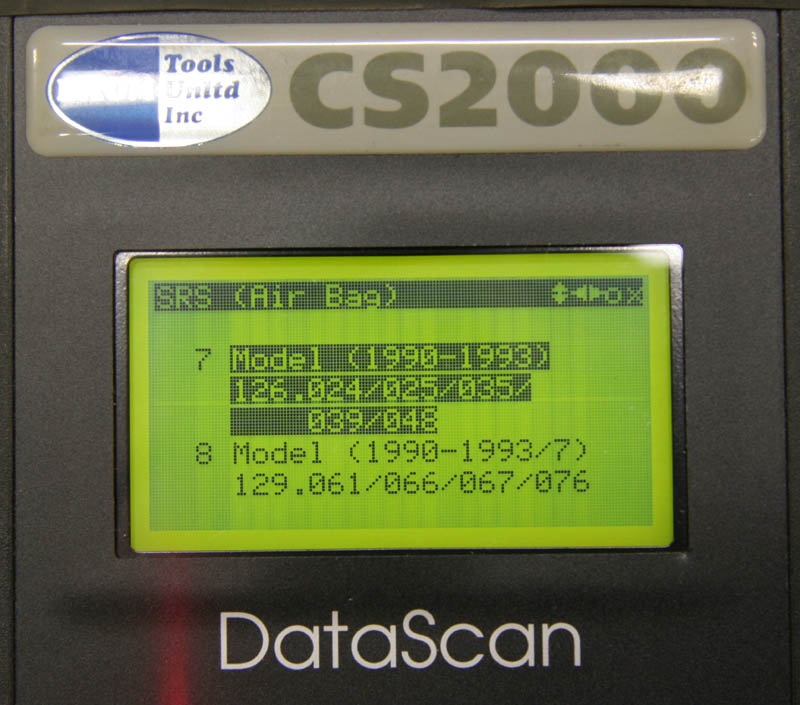 Tools
Unitd
Inc
CS2000
SRS (Air Bag)
7 Model (1990-1993)
126.024/025/035/
039/048
8 Model (1990-1993/7)
129.061/066/067/076
DataScan